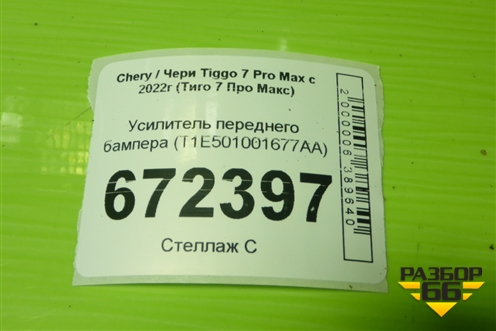 Chery / Чери Tiggo 7 Pro Max с
2022г (Тиго 7 Про Макс)
Усилитель переднего
бампера (T1E501001677AA)
672397
Стеллаж С
2000006389640
РАЗБОР
66